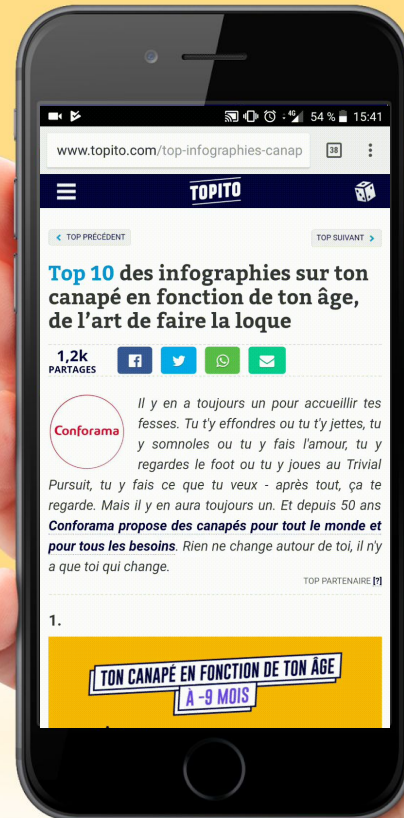 4G 54 % 15:41
www.topito.com/top-infographies-canap 38
TOPITO
TOP PRÉCÉDENT TOP SUIVANT
Top 10 des infographies sur ton
canapé en fonction de ton âge,
de l'art de faire la loque
1,2k
PARTAGES
Conforama
Il y en a toujours un pour accueillir tes
fesses. Tu t'y effondres ou tu t'y jettes, tu
y somnoles ou tu y fais l'amour, tu y
regardes le foot ou tu y joues au Trivial
Pursuit, tu y fais ce que tu veux - après tout, ça te
regarde. Mais il y en aura toujours un. Et depuis 50 ans
Conforama propose des canapés pour tout le monde et
pour tous les besoins. Rien ne change autour de toi, il n'y
a que toi qui change.
TOP PARTENAIRE [?]
1.
TON CANAPÉ EN FONCTION DE TON ÂGE
À -9 MOIS